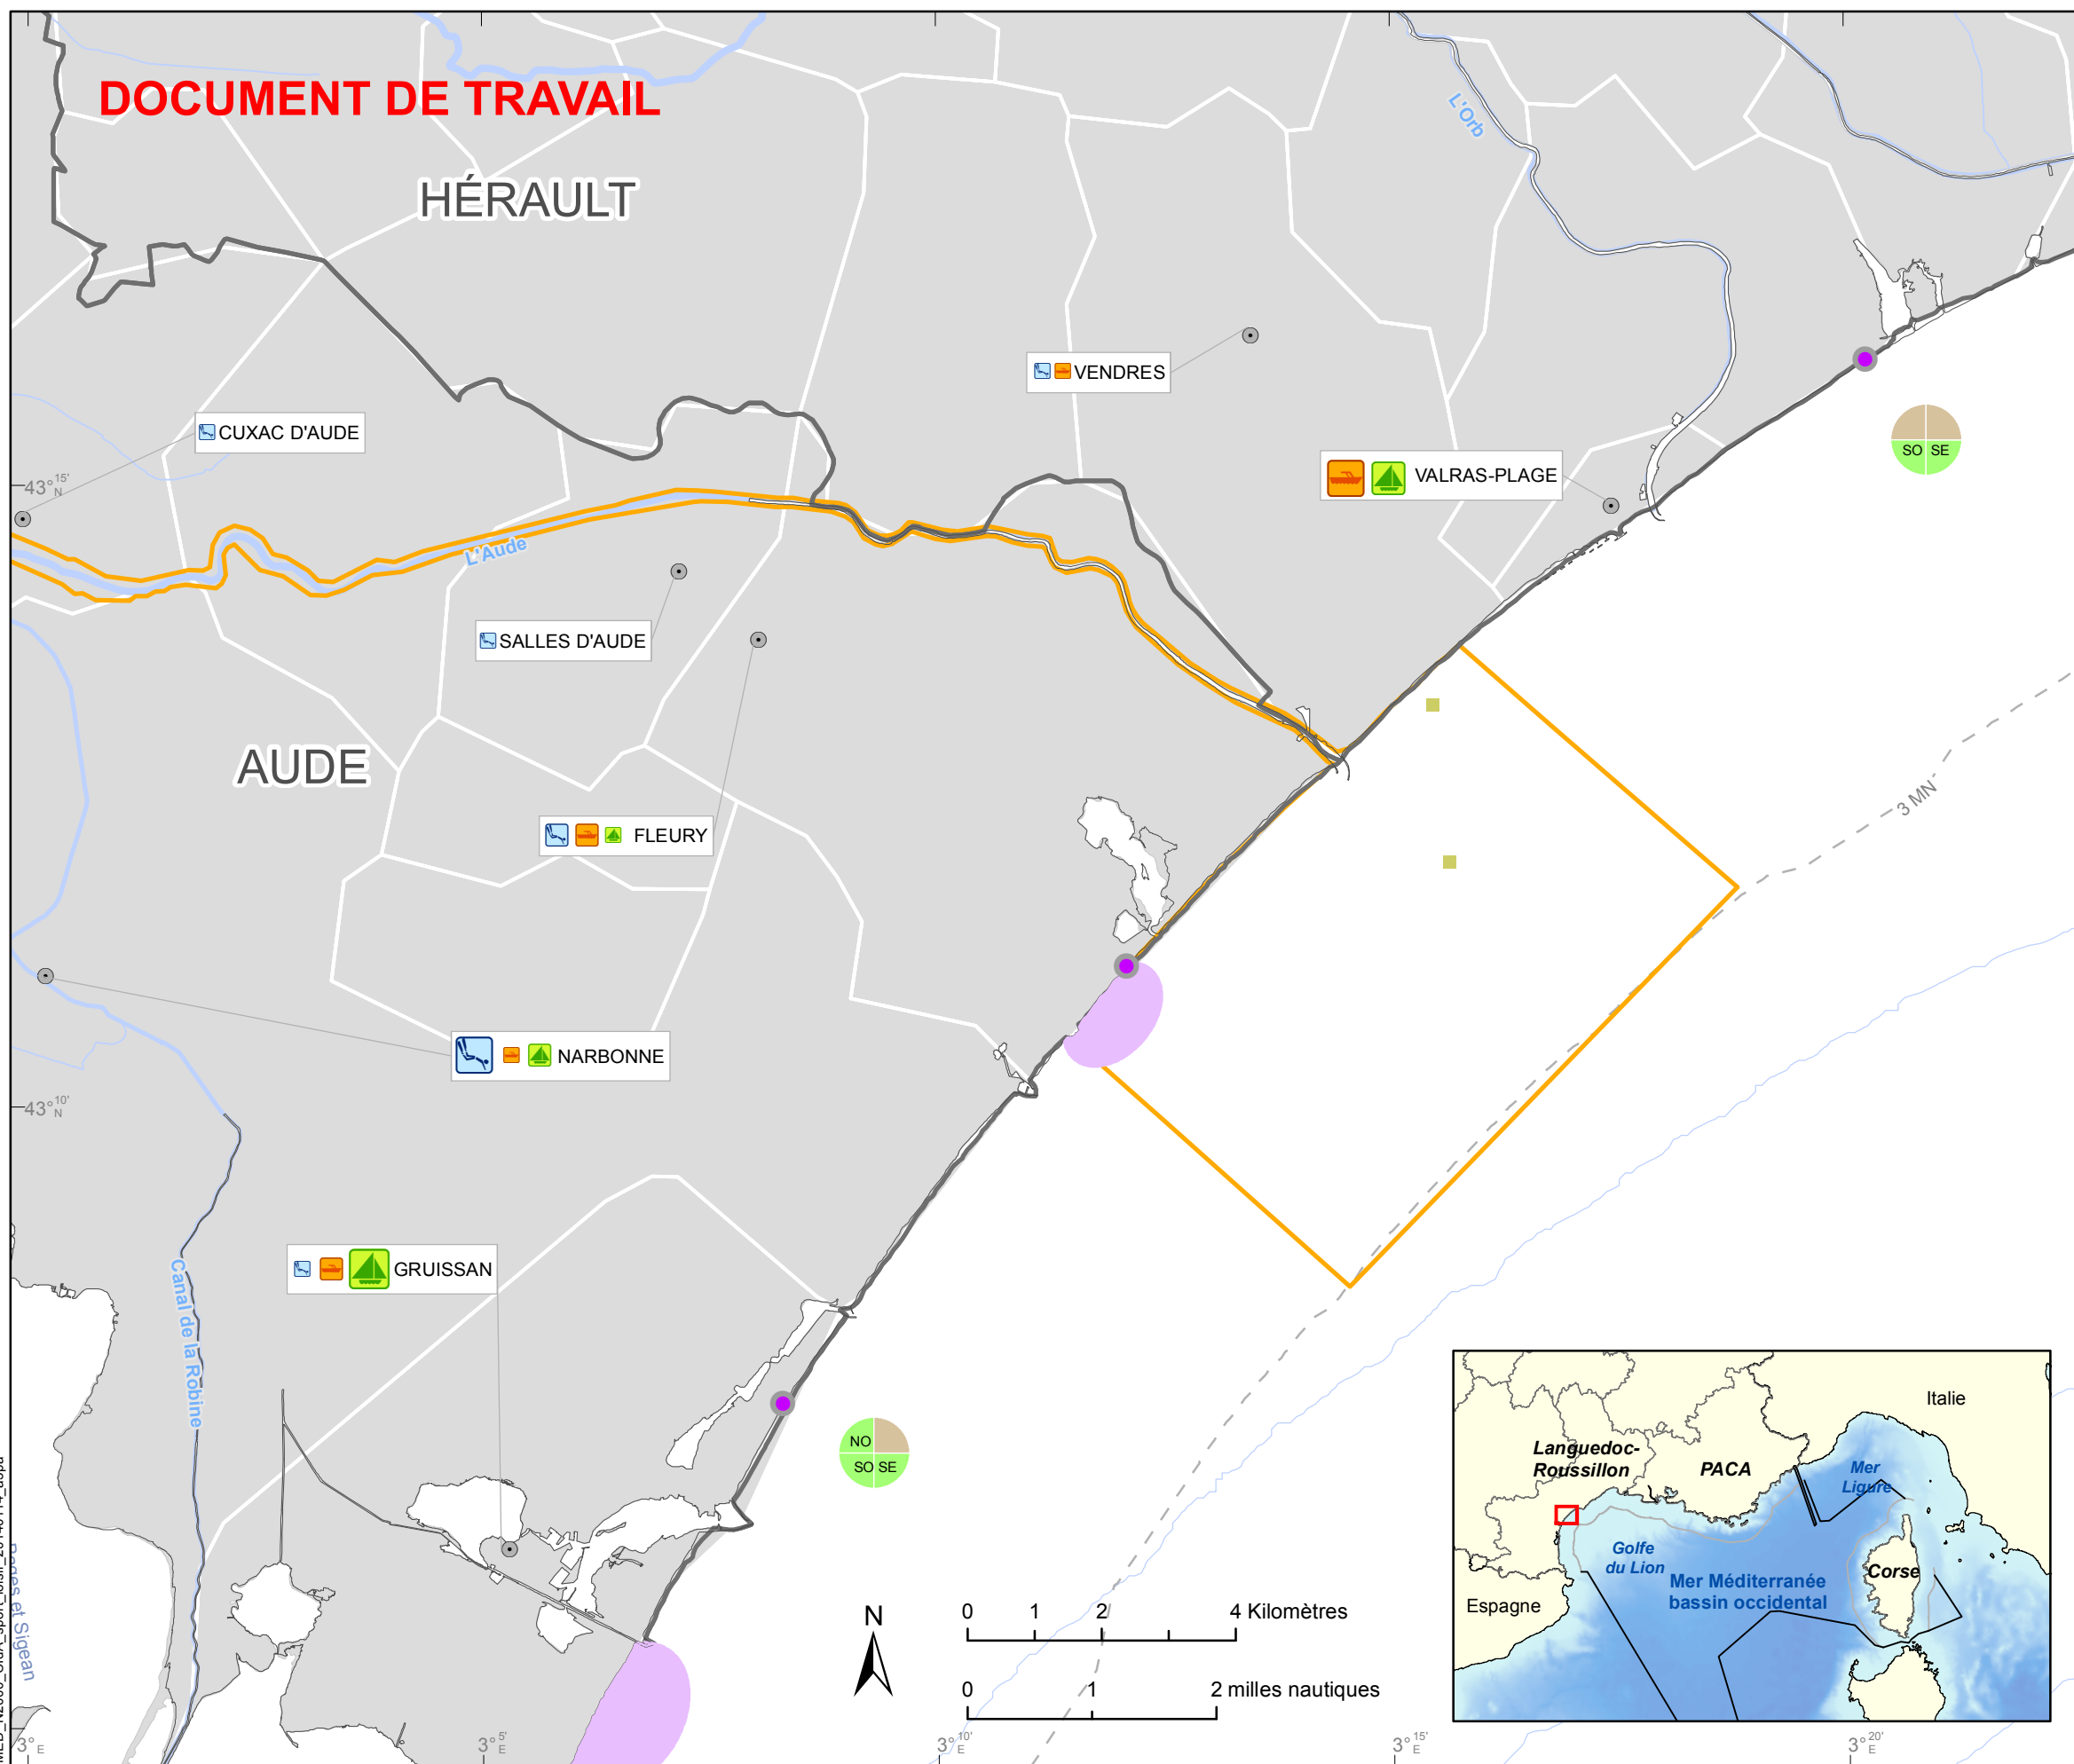 DOCUMENT DE TRAVAIL
HÉRAULT
L'Orb
VENDRES
CUXAC D'AUDE
VALRAS-PLAGE
SO SE
43° 15' N
L'Aude
SALLES D'AUDE
AUDE
3 MN
FLEURY
NARBONNE
43° 10' N
Canal de la Robine
GRUISSAN
NO
SO SE
et Sigean
N
0 1 2 4 Kilomètres
0 1 2 milles nautiques
Italie
Languedoc-
Roussillon
PACA
Mer
Ligure
Golfe
du Lion
Corse
Mer Méditerranée
bassin occidental
Espagne
3° E
3° 5' E
3° 10' E
3° 15' E
3° 20' E